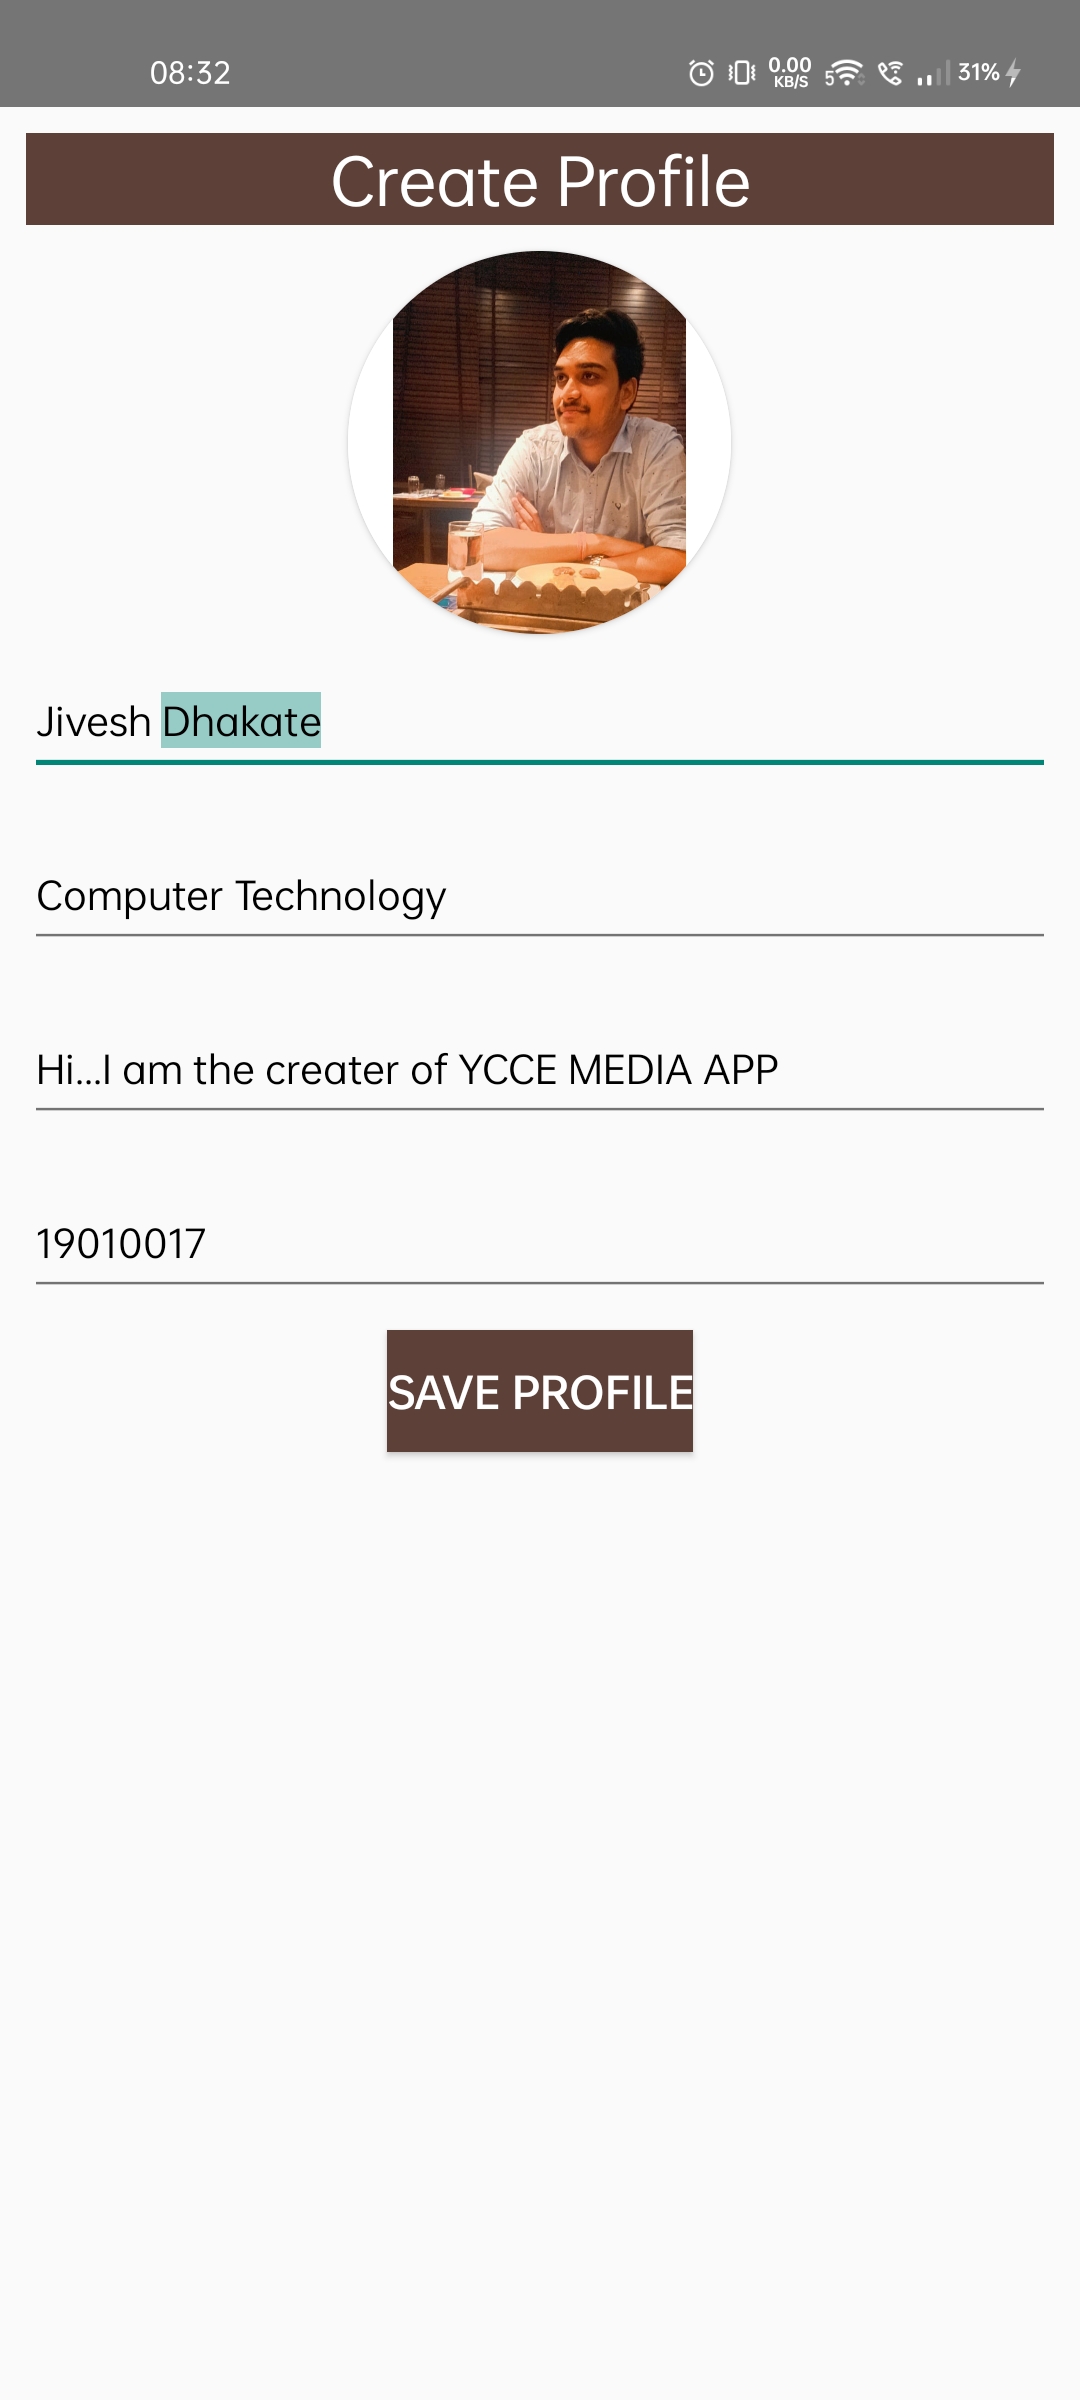 08:32
0.00
KB/S
5
31%
Create Profile
Jivesh Dhakate
Computer Technology
Hi...I am the creater of YCCE MEDIA APP
19010017
SAVE PROFILE